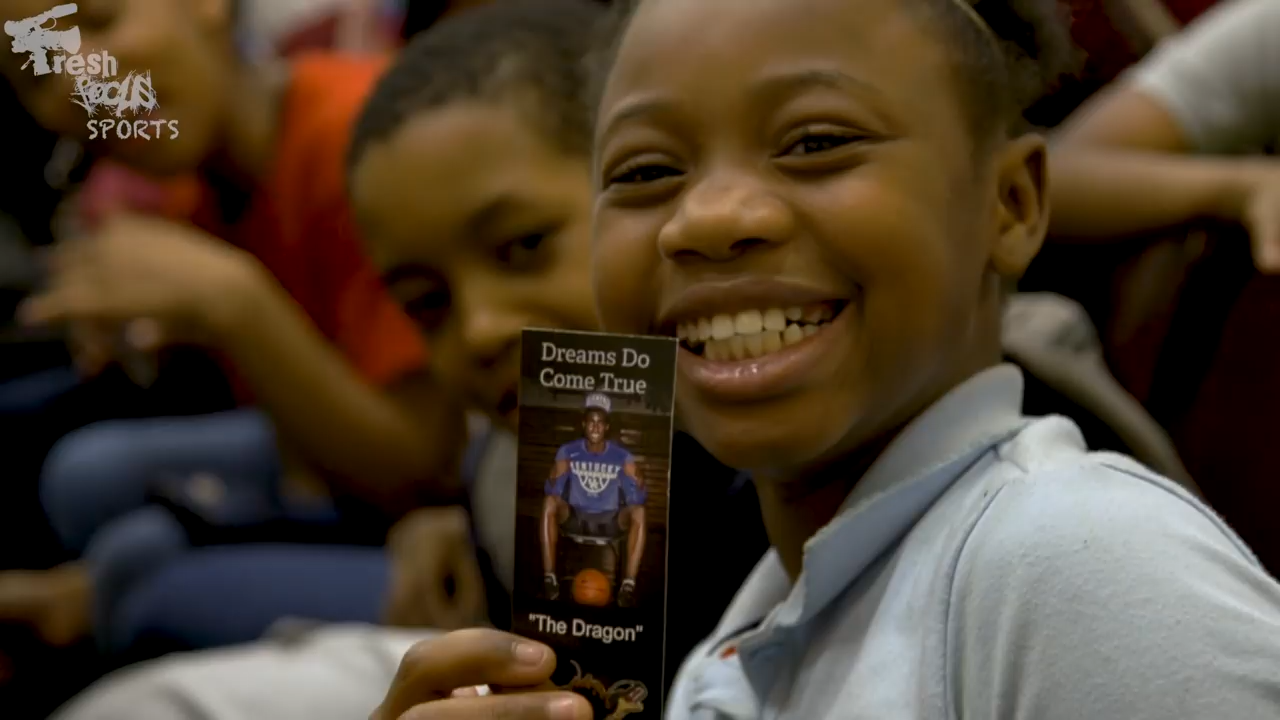 Fresh
Focus
SPORTS
Dreams Do
Come True
KENTUCKY
"The Dragon"